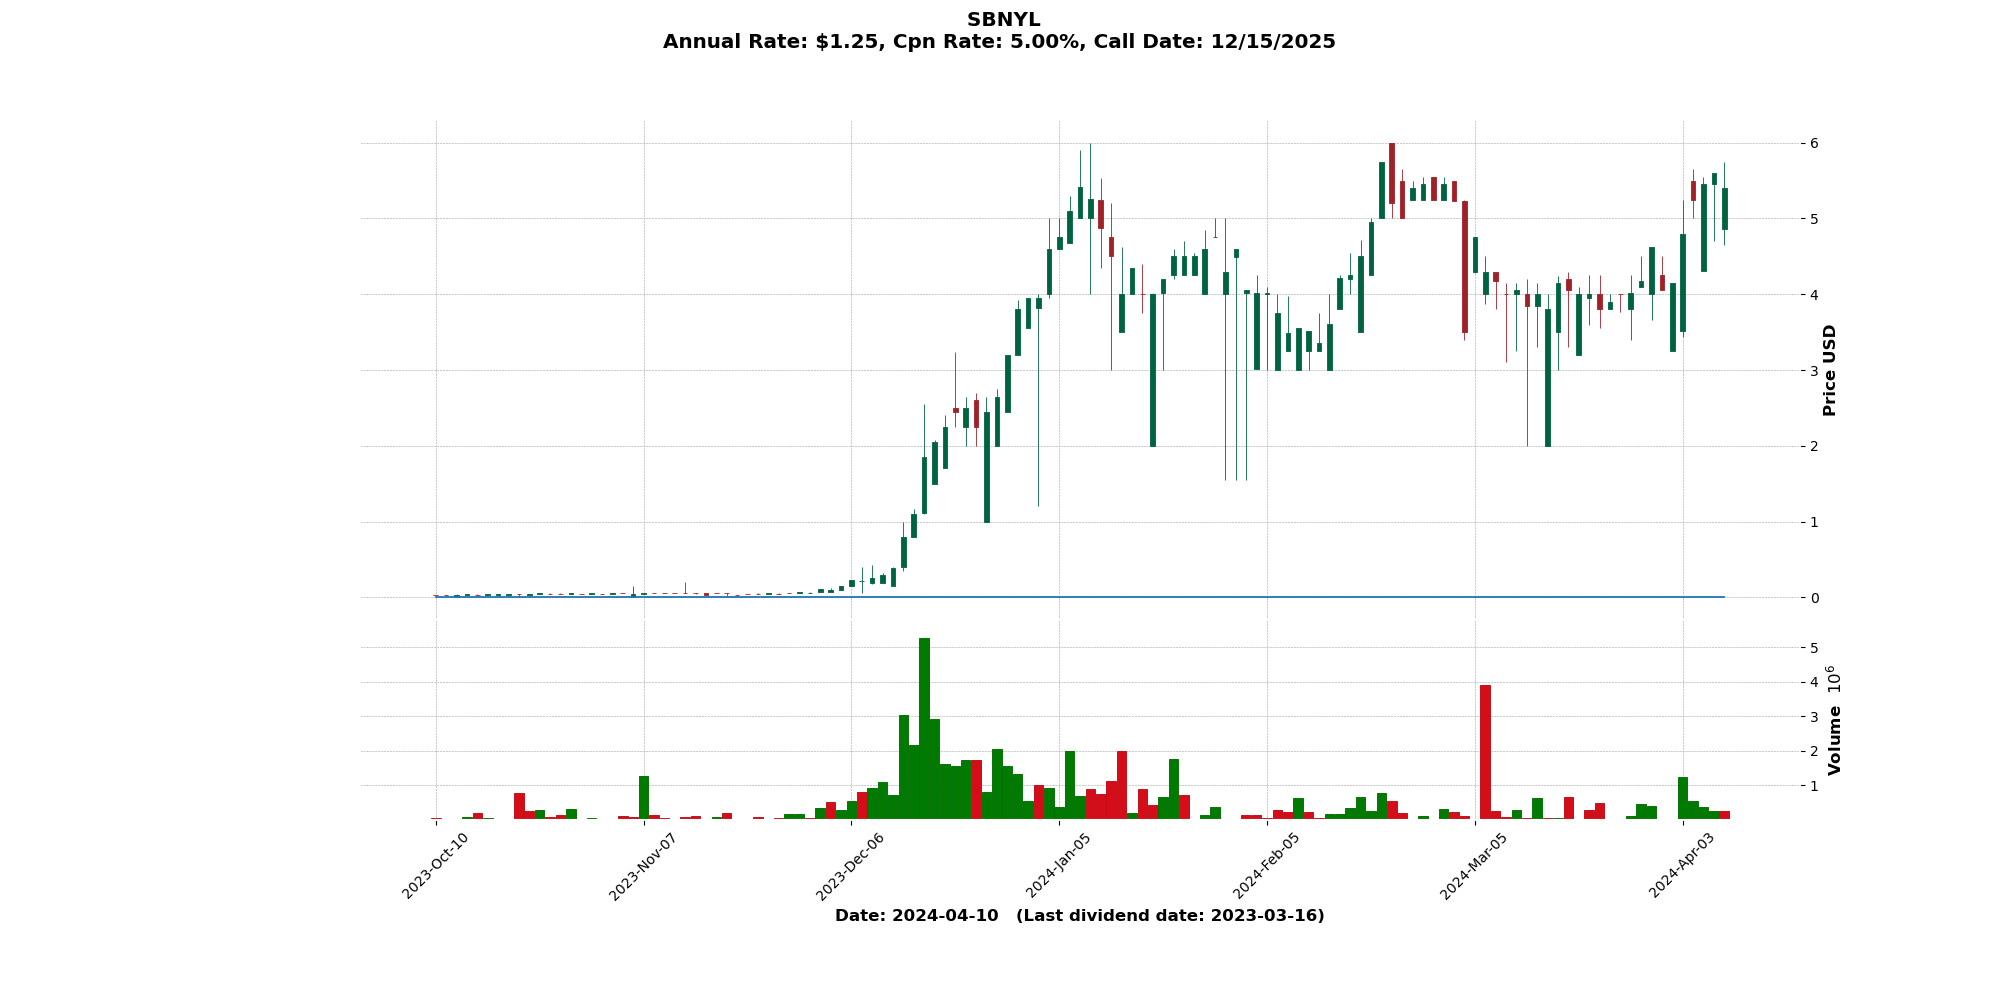 SBNYL
Annual Rate: $1.25, Cpn Rate: 5.00%, Call Date: 12/15/2025
6
5
4
3
2
1
0
Price USD
5
4
3
2
1
Volume 10^6
2023-Oct-10
2023-Nov-07
2023-Dec-06
2024-Jan-05
2024-Feb-05
2024-Mar-05
2024-Apr-03
Date: 2024-04-10 (Last dividend date: 2023-03-16)